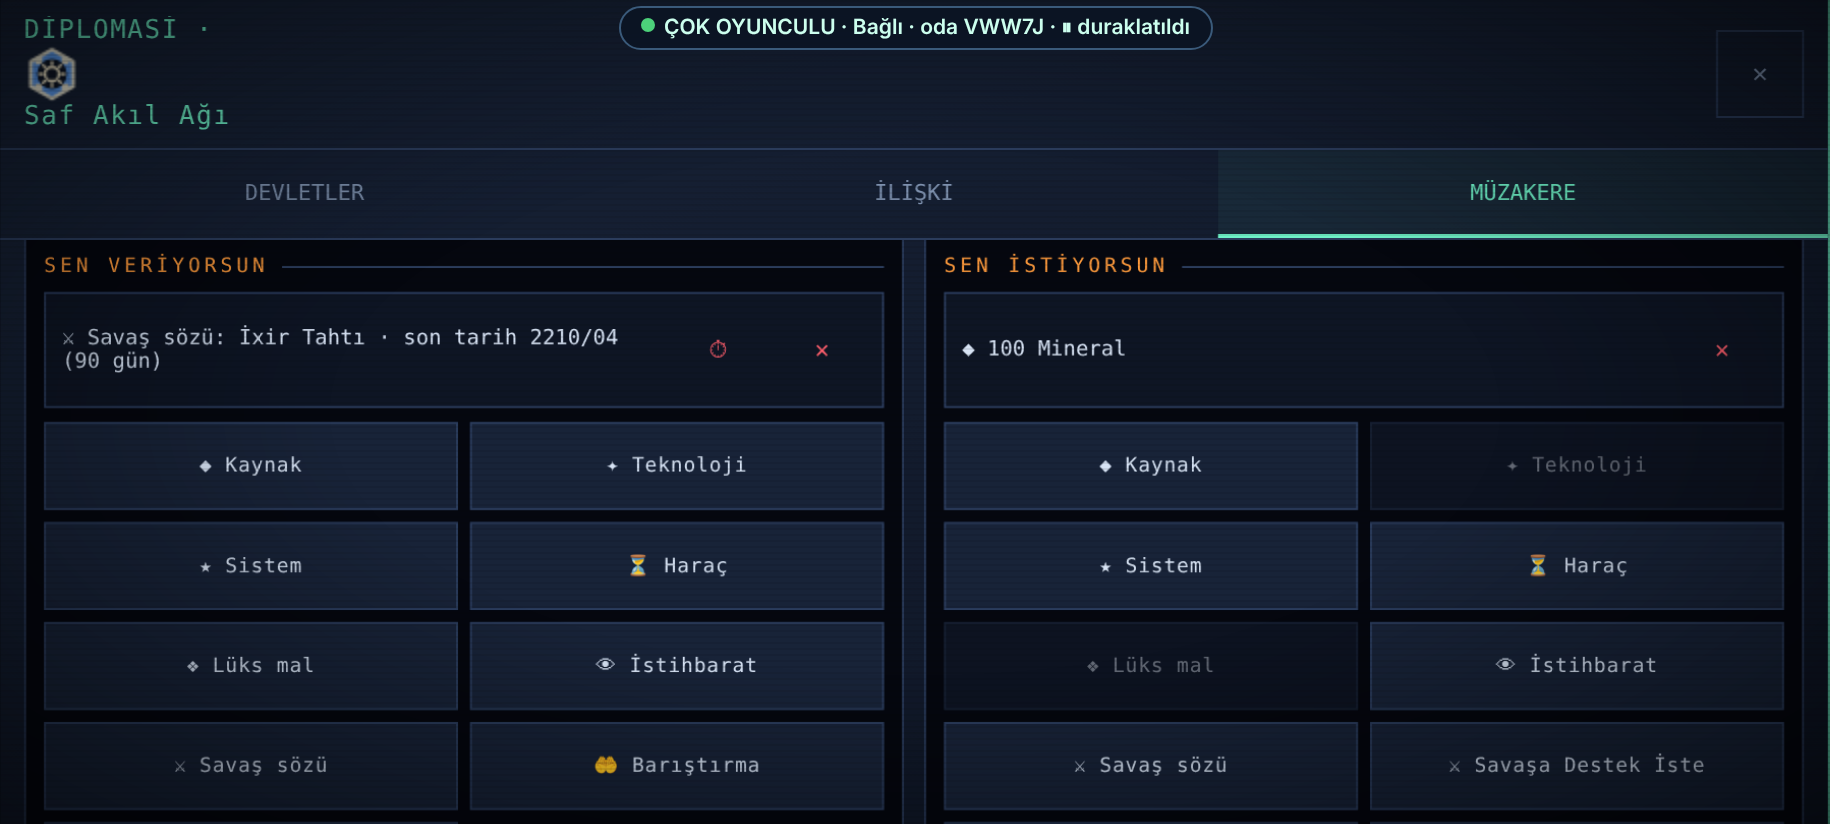 DİPLOMASİ ·
ÇOK OYUNCULU · Bağlı · oda VWW7J · ⏸ duraklatıldı
×
Saf Akıl Ağı
DEVLETLER
İLİŞKİ
MÜZAKERE
SEN VERİYORSUN
⚔ Savaş sözü: İxir Tahtı · son tarih 2210/04
(90 gün)
⏱ ×
◆ Kaynak
✦ Teknoloji
★ Sistem
⏳ Haraç
❖ Lüks mal
👁 İstihbarat
⚔ Savaş sözü
🤲 Barıştırma
SEN İSTİYORSUN
◆ 100 Mineral
×
◆ Kaynak
✦ Teknoloji
★ Sistem
⏳ Haraç
❖ Lüks mal
👁 İstihbarat
⚔ Savaş sözü
⚔ Savaşa Destek İste